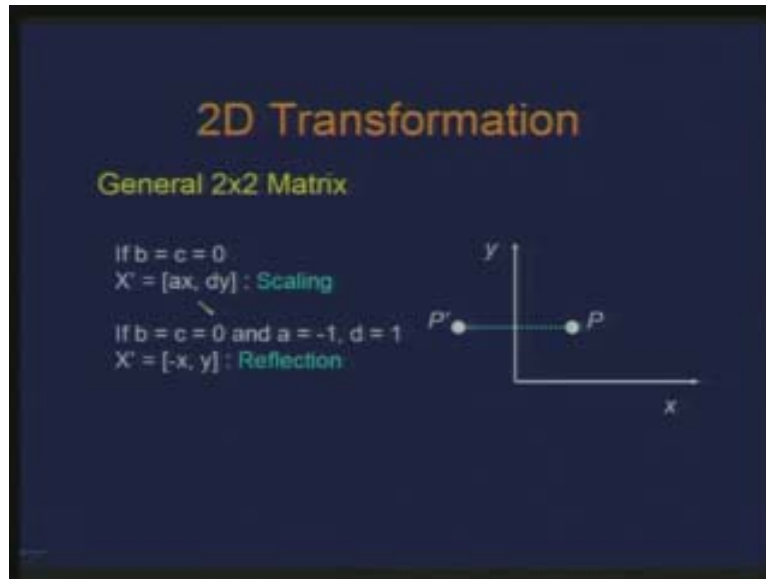 2D Transformation
General 2x2 Matrix
If b = c = 0
X' = [ax, dy] : Scaling
If b = c = 0 and a = -1, d = 1
X' = [-x, y] : Reflection
y
P'
P
x